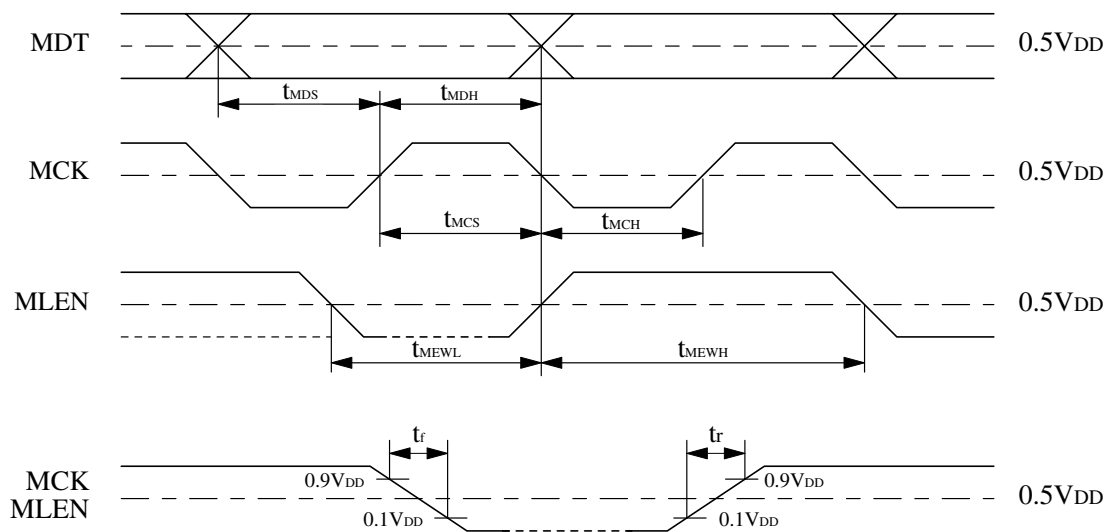 MDT 0.5VDD
tMDS tMDH
MCK 0.5VDD
tMCS tMCH
MLEN 0.5VDD
tMEWL tMEWH
tf tr
MCK 0.9VDD 0.9VDD
MLEN 0.5VDD
0.1VDD 0.1VDD